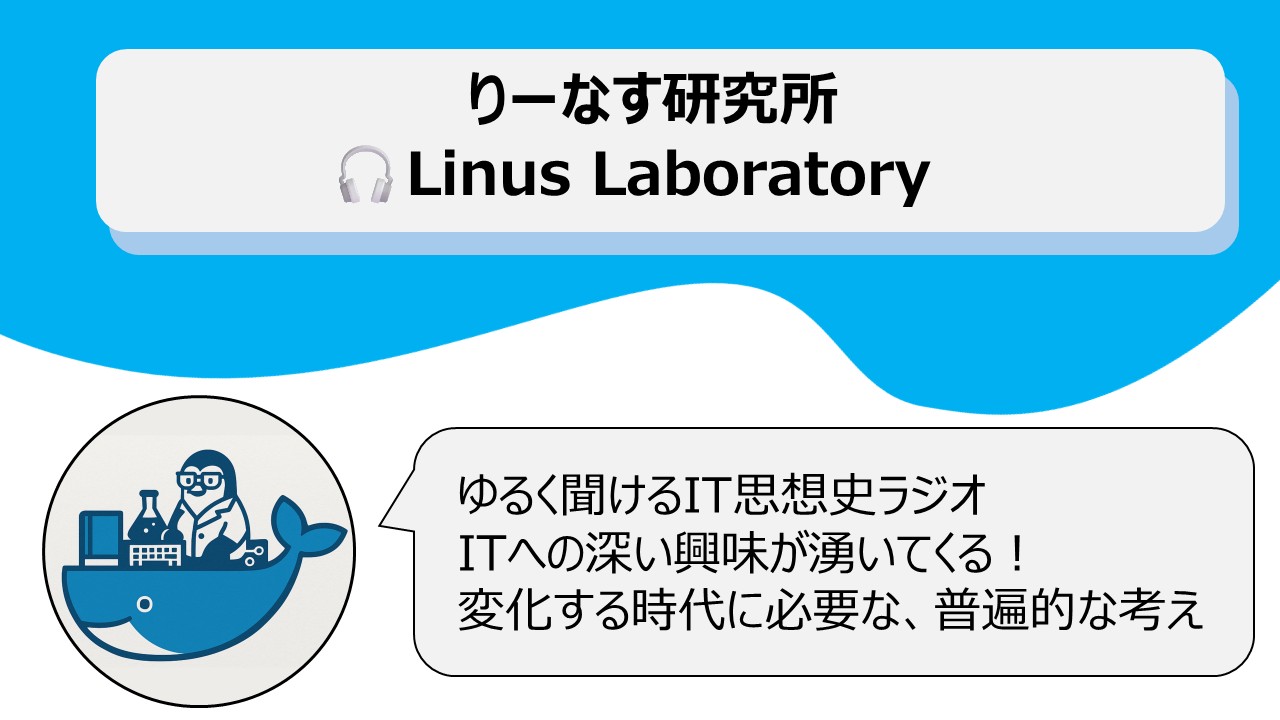 りーなす研究所
🎧Linus Laboratory
ゆるく聞けるIT思想史ラジオ
ITへの深い興味が湧いてくる！
変化する時代に必要な、普遍的な考え